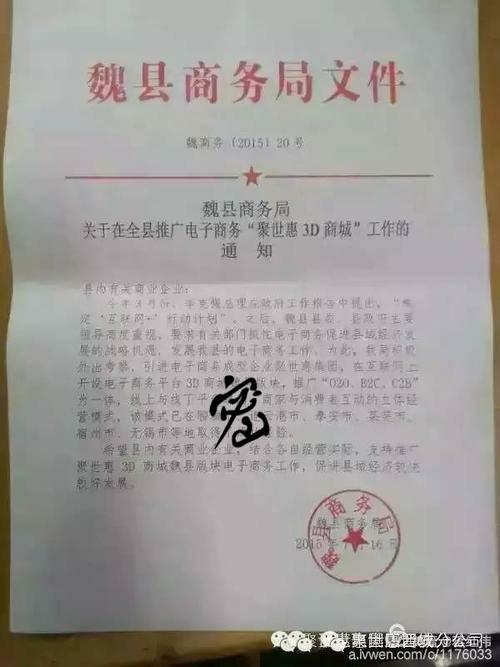 魏县商务局文件
魏商务〔2015〕20号
魏县商务局
关于在全县推广电子商务“聚世惠3D商城”工作的
通知
县内有关商业企业：
今年3月份，李克强总理在政府工作报告中提出，“制
定‘互联网+’行动计划”。之后，魏县县委、县政府主要
领导高度重视，要求有关部门抓住电子商务促进县域经济发展
的战略机遇，发展我县的电子商务工作。为此，我局积极
外出考察，引进电子商务成型企业聚世惠集团，在互联网上
开设电子商务平台3D商城 版块，推广“O2O、B2C、C2B”
为一体，线上与线下 商家与消费者互动的立体经
营模式，该模式已在 云港市、泰安市、莱芜市、
宿州市、无锡市等地取得 经验。
希望县内有关商业企业，结合各自经营实际，支持推广
聚世惠3D商城魏县版块电子商务工作，促进县域经济较快
较好发展。
魏县商务局
2015年 月16日
魏县商务局
分公司
a.lvwen.com/c/1176033